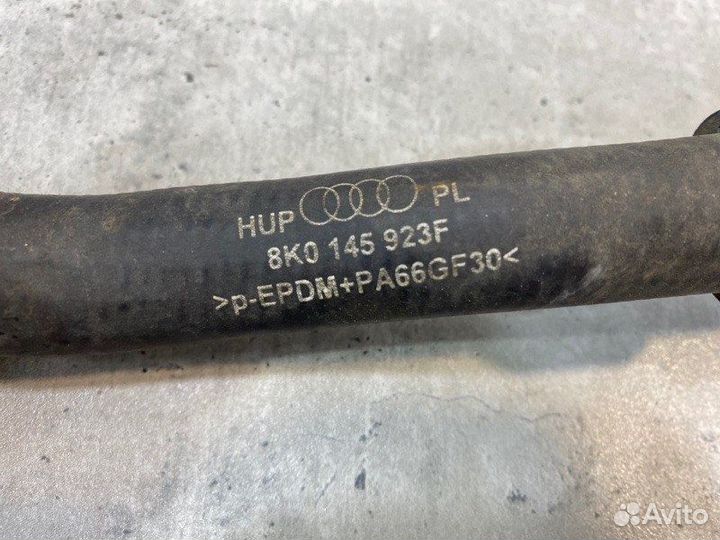 HUP PL
8K0 145 923F
>p-EPDM+PA66GF30<
Avito